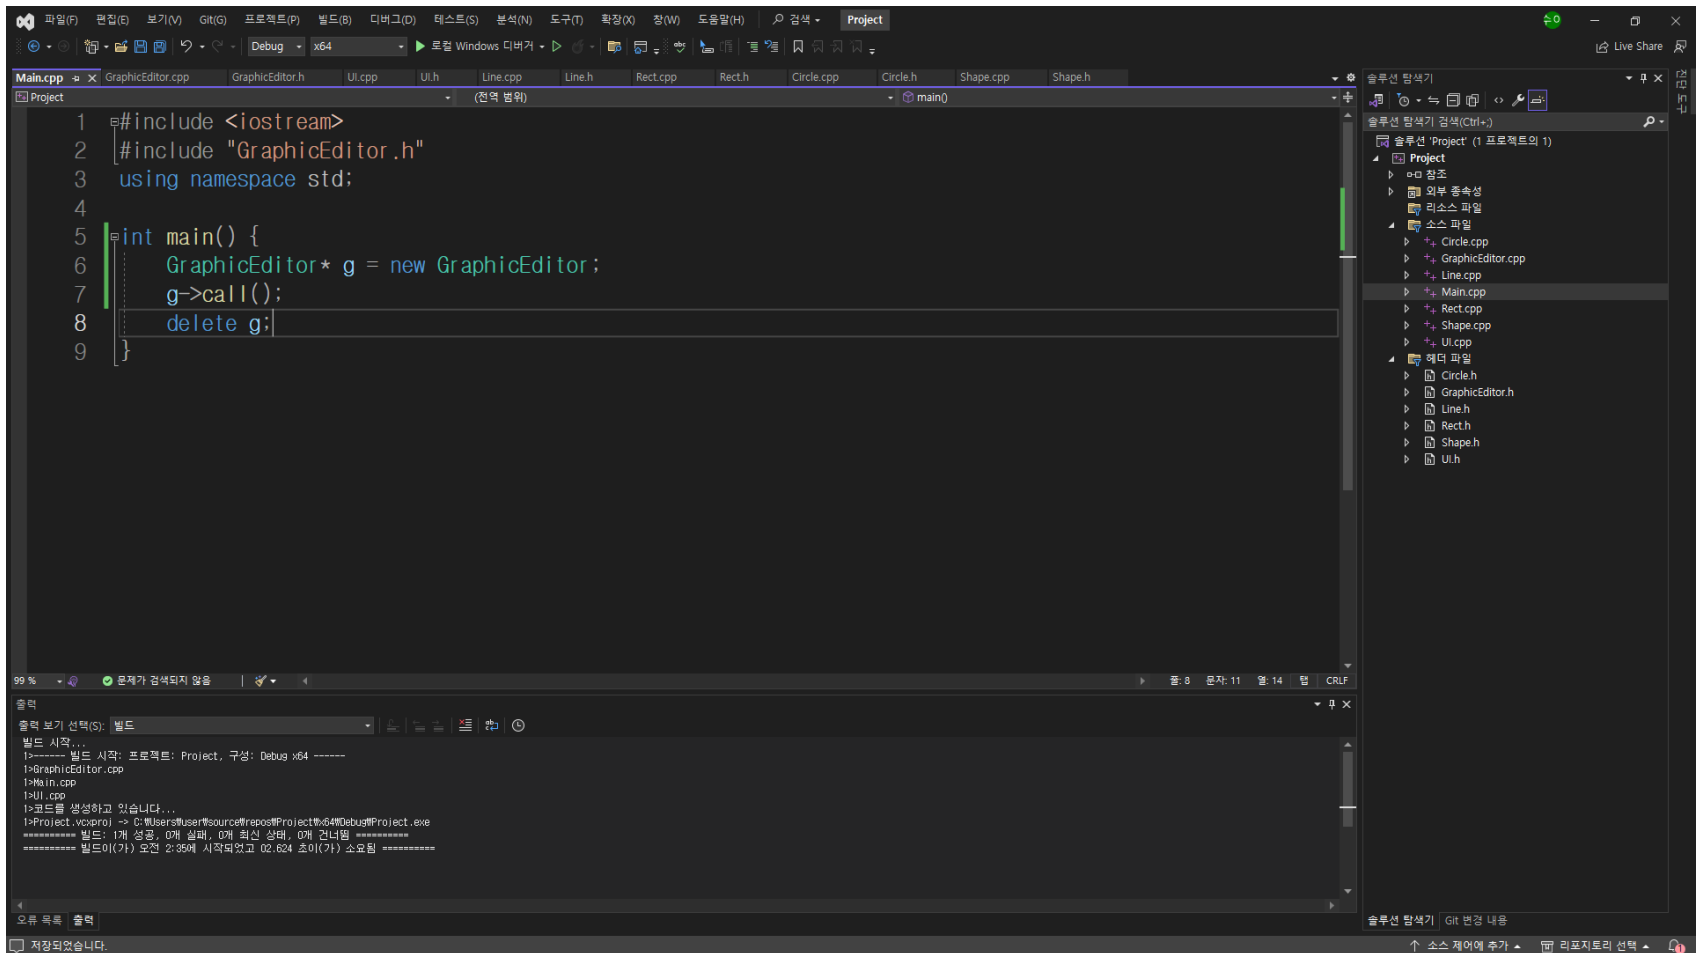 파일(F) 편집(E) 보기(V) Git(G) 프로젝트(P) 빌드(B) 디버그(D) 테스트(S) 분석(N) 도구(T) 확장(X) 창(W) 도움말(H) 검색 Project
Debug x64 로컬 Windows 디버거 Live Share
Main.cpp GraphicEditor.cpp GraphicEditor.h UI.cpp UI.h Line.cpp Line.h Rect.cpp Rect.h Circle.cpp Circle.h Shape.cpp Shape.h
Project (전역 범위) main()
1 #include <iostream>
2 #include "GraphicEditor.h"
3 using namespace std;
4
5 int main() {
6 GraphicEditor* g = new GraphicEditor;
7 g->call();
8 delete g;
9 }
99 % 문제가 검색되지 않음 줄: 8 문자: 11 열: 14 탭 CRLF
출력
출력 보기 선택(S): 빌드
빌드 시작...
1>------ 빌드 시작: 프로젝트: Project, 구성: Debug x64 ------
1>GraphicEditor.cpp
1>Main.cpp
1>UI.cpp
1>코드를 생성하고 있습니다...
1>Project.vcxproj -> C:₩Users₩user₩source₩repos₩Project₩x64₩Debug₩Project.exe
========== 빌드: 1개 성공, 0개 실패, 0개 최신 상태, 0개 건너뜀 ==========
========== 빌드이(가) 오전 2:35에 시작되었고 02.624 초이(가) 소요됨 ==========
오류 목록 출력
솔루션 탐색기
솔루션 탐색기 검색(Ctrl+;)
솔루션 'Project' (1 프로젝트의 1)
Project
참조
외부 종속성
리소스 파일
소스 파일
Circle.cpp
GraphicEditor.cpp
Line.cpp
Main.cpp
Rect.cpp
Shape.cpp
UI.cpp
헤더 파일
Circle.h
GraphicEditor.h
Line.h
Rect.h
Shape.h
UI.h
솔루션 탐색기 Git 변경 내용
진단 도구
저장되었습니다. 소스 제어에 추가 리포지토리 선택 1